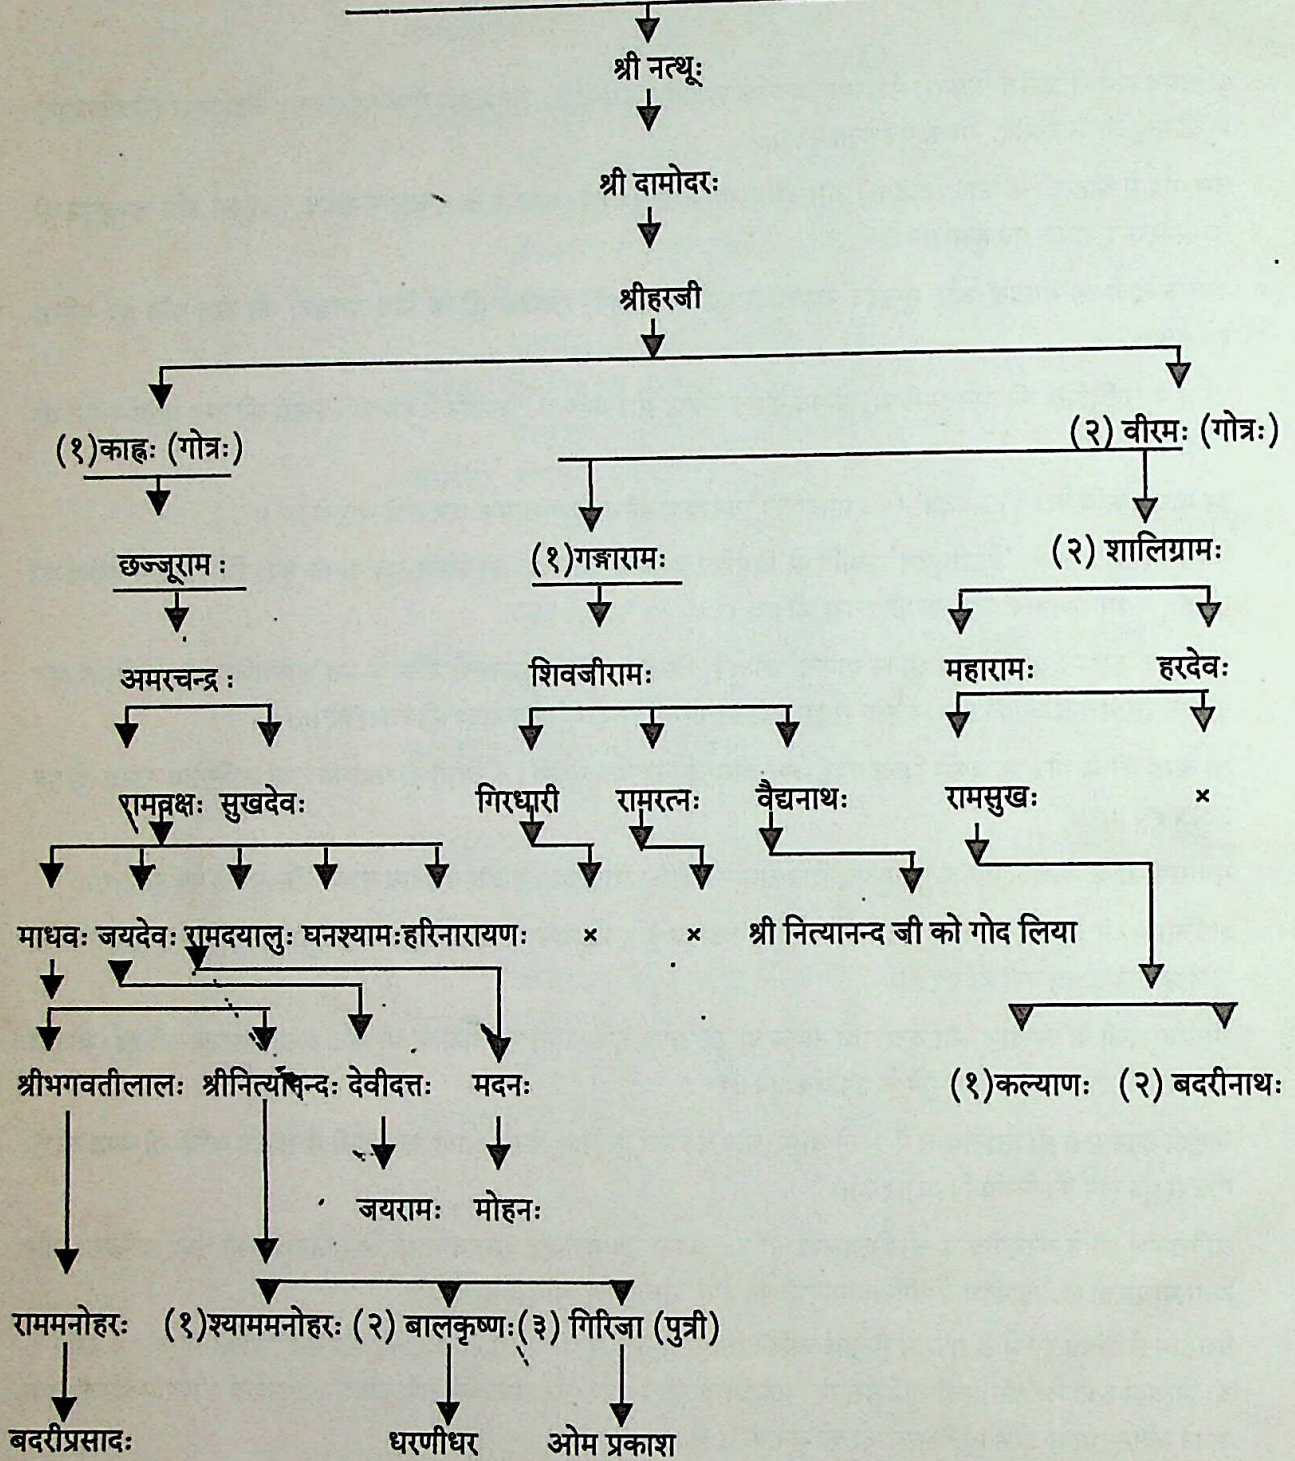 श्री नत्थूः
श्री दामोदरः
श्रीहरजी
(१)काह्नः (गोत्रः) (२) वीरमः (गोत्रः)
छज्जूराम : (१)गङ्गारामः (२) शालिग्रामः
अमरचन्द्र : शिवजीरामः महारामः हरदेवः
रामवक्षः सुखदेवः गिरधारी रामरत्नः वैद्यनाथः रामसुखः ×
माधवः जयदेवः रामदयालुः घनश्यामः हरिनारायणः × × श्री नित्यानन्द जी को गोद लिया
श्रीभगवतीलालः श्रीनित्यानन्दः देवीदत्तः मदनः (१)कल्याणः (२) बदरीनाथः
जयरामः मोहनः
राममनोहरः (१)श्याममनोहरः (२) बालकृष्णः (३) गिरिजा (पुत्री)
बदरीप्रसादः धरणीधर ओम प्रकाश